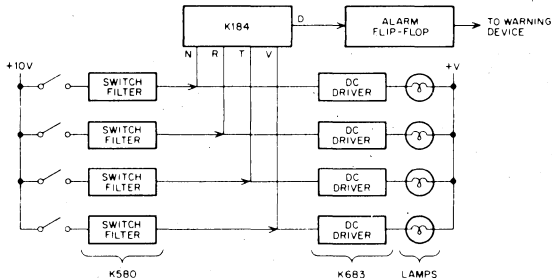 K184
D
ALARM
FLIP-FLOP
TO WARNING
DEVICE
N R T V
+10V
+V
SWITCH
FILTER
DC
DRIVER
SWITCH
FILTER
DC
DRIVER
SWITCH
FILTER
DC
DRIVER
SWITCH
FILTER
DC
DRIVER
K580
K683
LAMPS